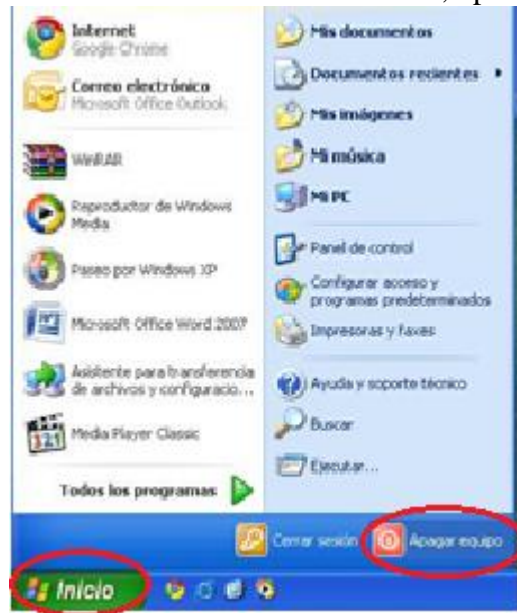 Internet
Google Chrome
Correo electrónico
Microsoft Office Outlook
WinRAR
Reproductor de Windows
Media
Paseo por Windows XP
Microsoft Office Word 2007
Asistente para transferencia
de archivos y configuracio...
Media Player Classic
Todos los programas
Mis documentos
Documentos recientes
Mis imágenes
Mi música
Mi PC
Panel de control
Configurar acceso y
programas predeterminados
Impresoras y faxes
Ayuda y soporte técnico
Buscar
Ejecutar...
Cerrar sesión
Apagar equipo
Inicio